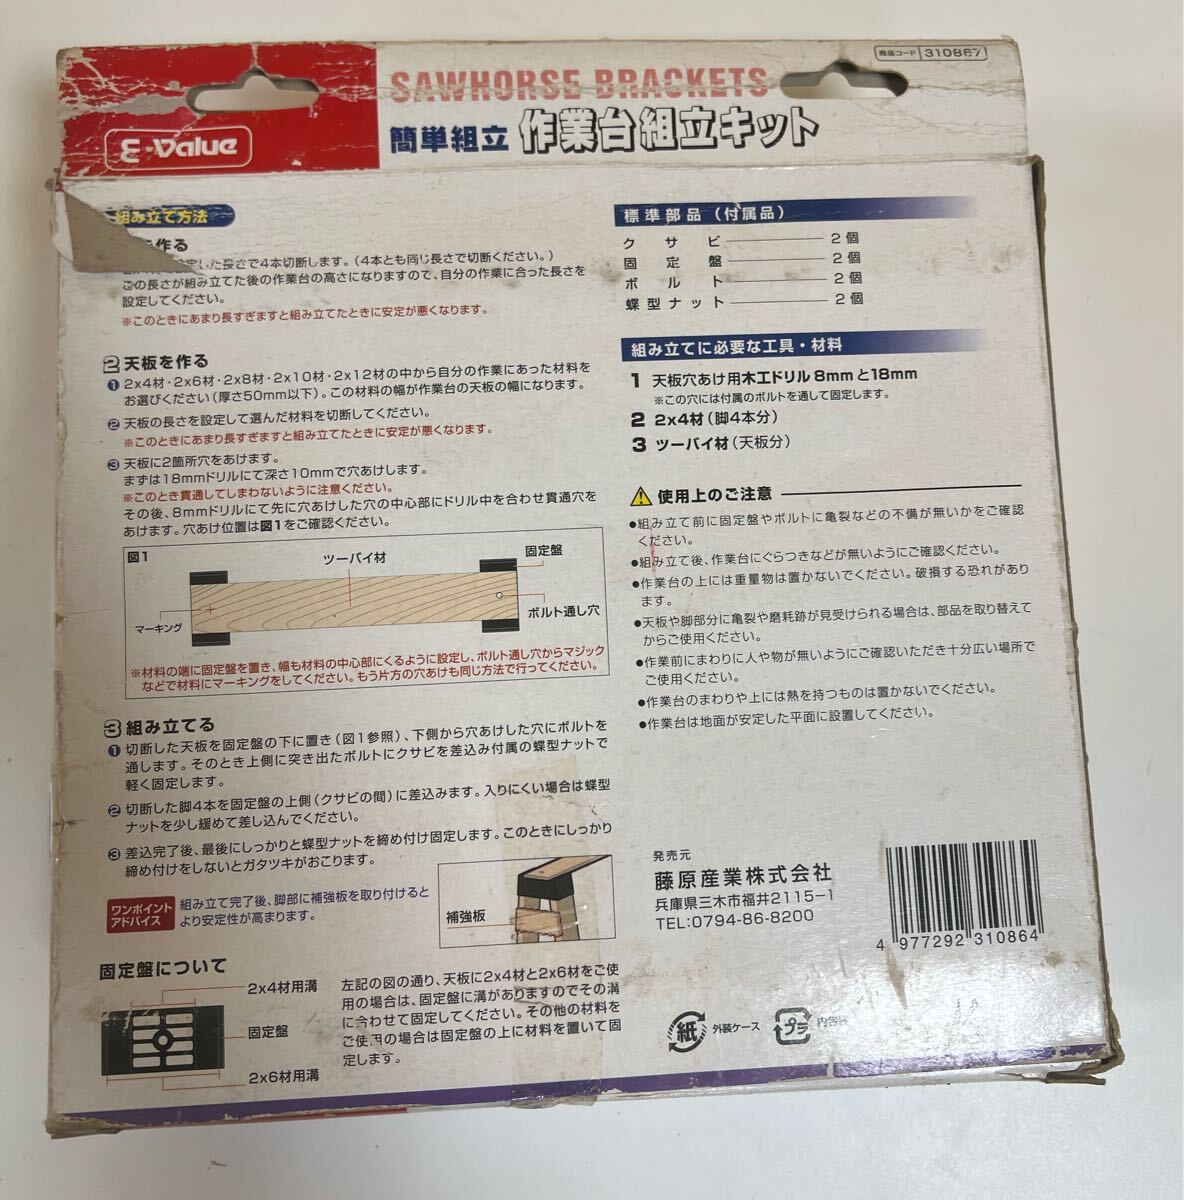 商品コード 310867
SAWHORSE BRACKETS
E-Value
簡単組立 作業台組立キット
組み立て方法
を作る
した長さで4本切断します。(4本とも同じ長さで切断ください。)
この長さが組み立てた後の作業台の高さになりますので、自分の作業に合った長さを
設定してください。
※このときにあまり長すぎますと組み立てたときに安定が悪くなります。
2 天板を作る
❶ 2x4材・2x6材・2x8材・2x10材・2x12材の中から自分の作業にあった材料を
お選びください(厚さ50mm以下)。この材料の幅が作業台の天板の幅になります。
❷ 天板の長さを設定して選んだ材料を切断してください。
※このときにあまり長すぎますと組み立てたときに安定が悪くなります。
❸ 天板に2箇所穴をあけます。
まずは18mmドリルにて深さ10mmで穴あけします。
※このとき貫通してしまわないように注意ください。
その後、8mmドリルにて先に穴あけした穴の中心部にドリル中を合わせ貫通穴を
あけます。穴あけ位置は図1をご確認ください。
図1
ツーバイ材
固定盤
マーキング
ボルト通し穴
※材料の端に固定盤を置き、幅も材料の中心部にくるように設定し、ボルト通し穴からマジック
などで材料にマーキングをしてください。もう片方の穴あけも同じ方法で行ってください。
3 組み立てる
❶ 切断した天板を固定盤の下に置き(図1参照)、下側から穴あけした穴にボルトを
通します。そのとき上側に突き出たボルトにクサビを差込み付属の蝶型ナットで
軽く固定します。
❷ 切断した脚4本を固定盤の上側(クサビの間)に差込みます。入りにくい場合は蝶型
ナットを少し緩めて差し込んでください。
❸ 差込完了後、最後にしっかりと蝶型ナットを締め付け固定します。このときにしっかり
締め付けをしないとガタツキがおこります。
ワンポイント
アドバイス
組み立て完了後、脚部に補強板を取り付けると
より安定性が高まります。
補強板
固定盤について
2x4材用溝
固定盤
2x6材用溝
左記の図の通り、天板に2x4材と2x6材をご使
用の場合は、固定盤に溝がありますのでその溝
に合わせて固定してください。その他の材料を
ご使用の場合は固定盤の上に材料を置いて固
定します。
標準部品(付属品)
クサビ 2個
固定盤 2個
ボルト 2個
蝶型ナット 2個
組み立てに必要な工具・材料
1 天板穴あけ用木工ドリル 8mmと18mm
※この穴には付属のボルトを通して固定します。
2 2x4材(脚4本分)
3 ツーバイ材(天板分)
使用上のご注意
●組み立て前に固定盤やボルトに亀裂などの不備が無いかをご確認
ください。
●組み立て後、作業台にぐらつきなどが無いようにご確認ください。
●作業台の上には重量物は置かないでください。破損する恐れがあり
ます。
●天板や脚部分に亀裂や磨耗跡が見受けられる場合は、部品を取り替えて
からご使用ください。
●作業前にまわりに人や物が無いようにご確認いただき十分広い場所で
ご使用ください。
●作業台のまわりや上には熱を持つものは置かないでください。
●作業台は地面が安定した平面に設置してください。
発売元
藤原産業株式会社
兵庫県三木市福井2115-1
TEL:0794-86-8200
4 977292 310864
紙 外装ケース
プラ 内包装